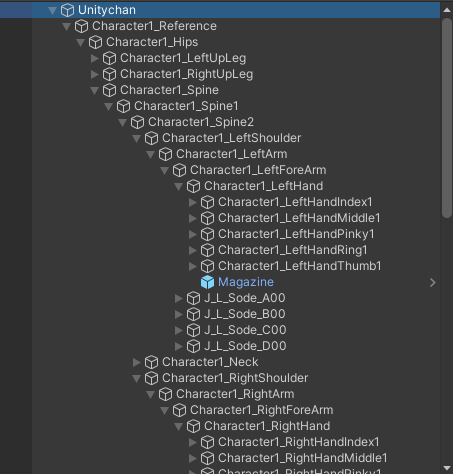 Unitychan
Character1_Reference
Character1_Hips
Character1_LeftUpLeg
Character1_RightUpLeg
Character1_Spine
Character1_Spine1
Character1_Spine2
Character1_LeftShoulder
Character1_LeftArm
Character1_LeftForeArm
Character1_LeftHand
Character1_LeftHandIndex1
Character1_LeftHandMiddle1
Character1_LeftHandPinky1
Character1_LeftHandRing1
Character1_LeftHandThumb1
Magazine
J_L_Sode_A00
J_L_Sode_B00
J_L_Sode_C00
J_L_Sode_D00
Character1_Neck
Character1_RightShoulder
Character1_RightArm
Character1_RightForeArm
Character1_RightHand
Character1_RightHandIndex1
Character1_RightHandMiddle1
Character1_RightHandPinky1